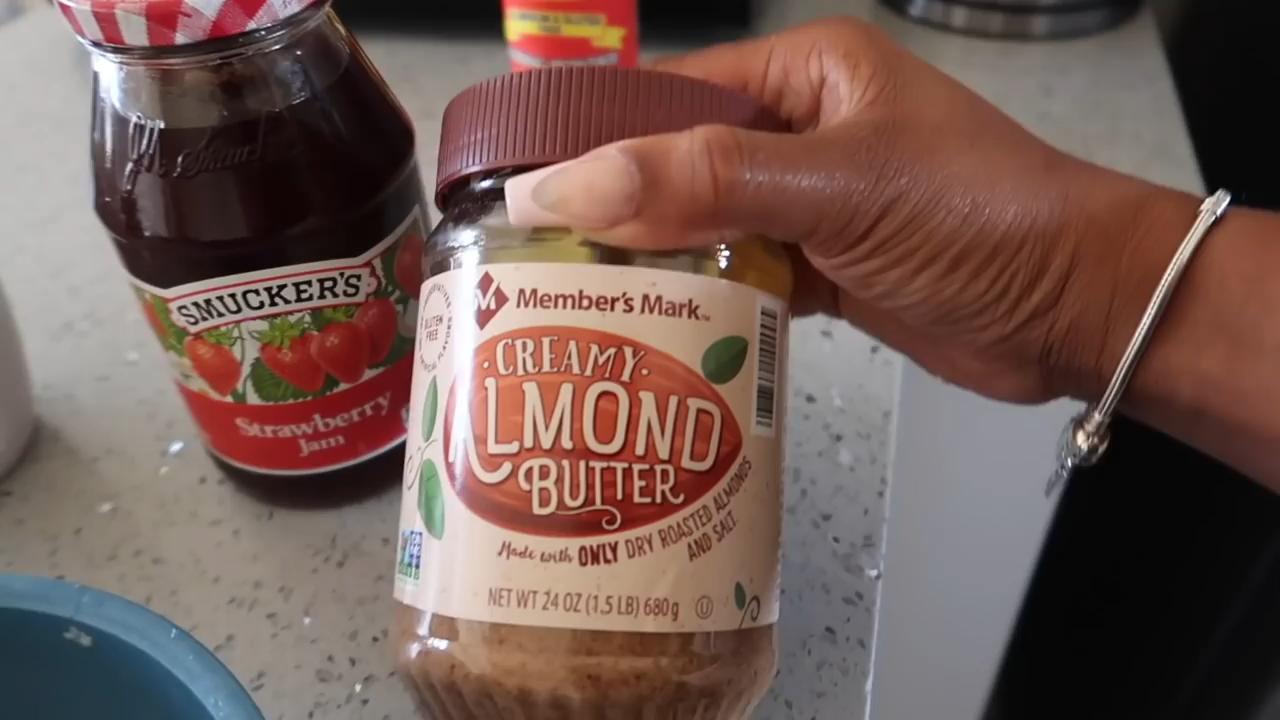 SMUCKER'S
Strawberry
Jam
GLUTEN
FREE
Member's Mark™
·CREAMY·
ALMOND
BUTTER
Made with ONLY DRY ROASTED ALMONDS
AND SALT.
NET WT 24 OZ (1.5 LB) 680g